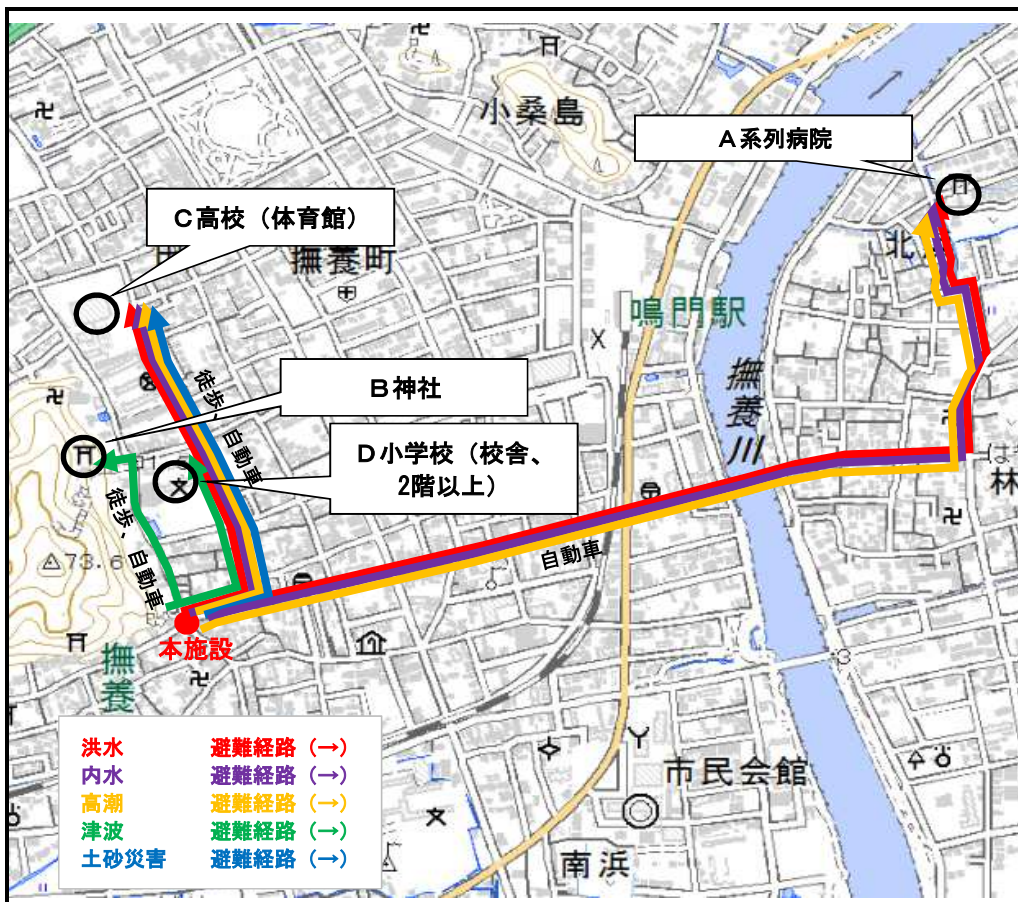 小桑島
A系列病院
C高校（体育館）
撫養町
北
鳴門駅
B神社
撫養川
徒歩、自動車
D小学校（校舎、
2階以上）
林
徒歩、自動車
73.6
自動車
本施設
撫養
洪水 避難経路（→）
内水 避難経路（→）
高潮 避難経路（→）
津波 避難経路（→）
土砂災害 避難経路（→）
市民会館
南浜